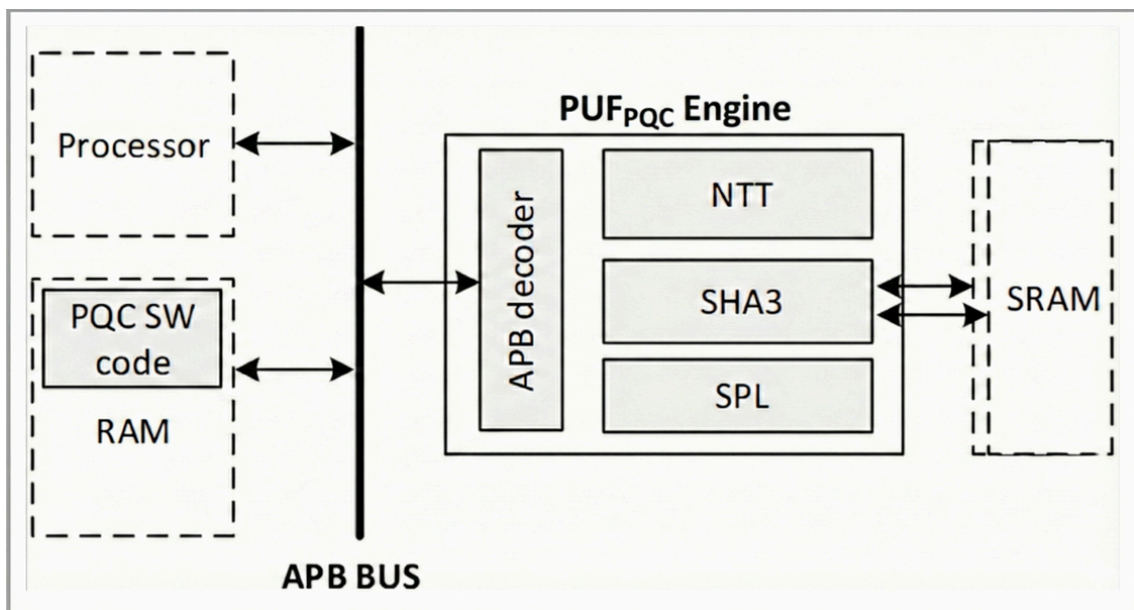 Processor
PQC SW
code
RAM
APB BUS
PUFPQC Engine
APB decoder
NTT
SHA3
SPL
SRAM